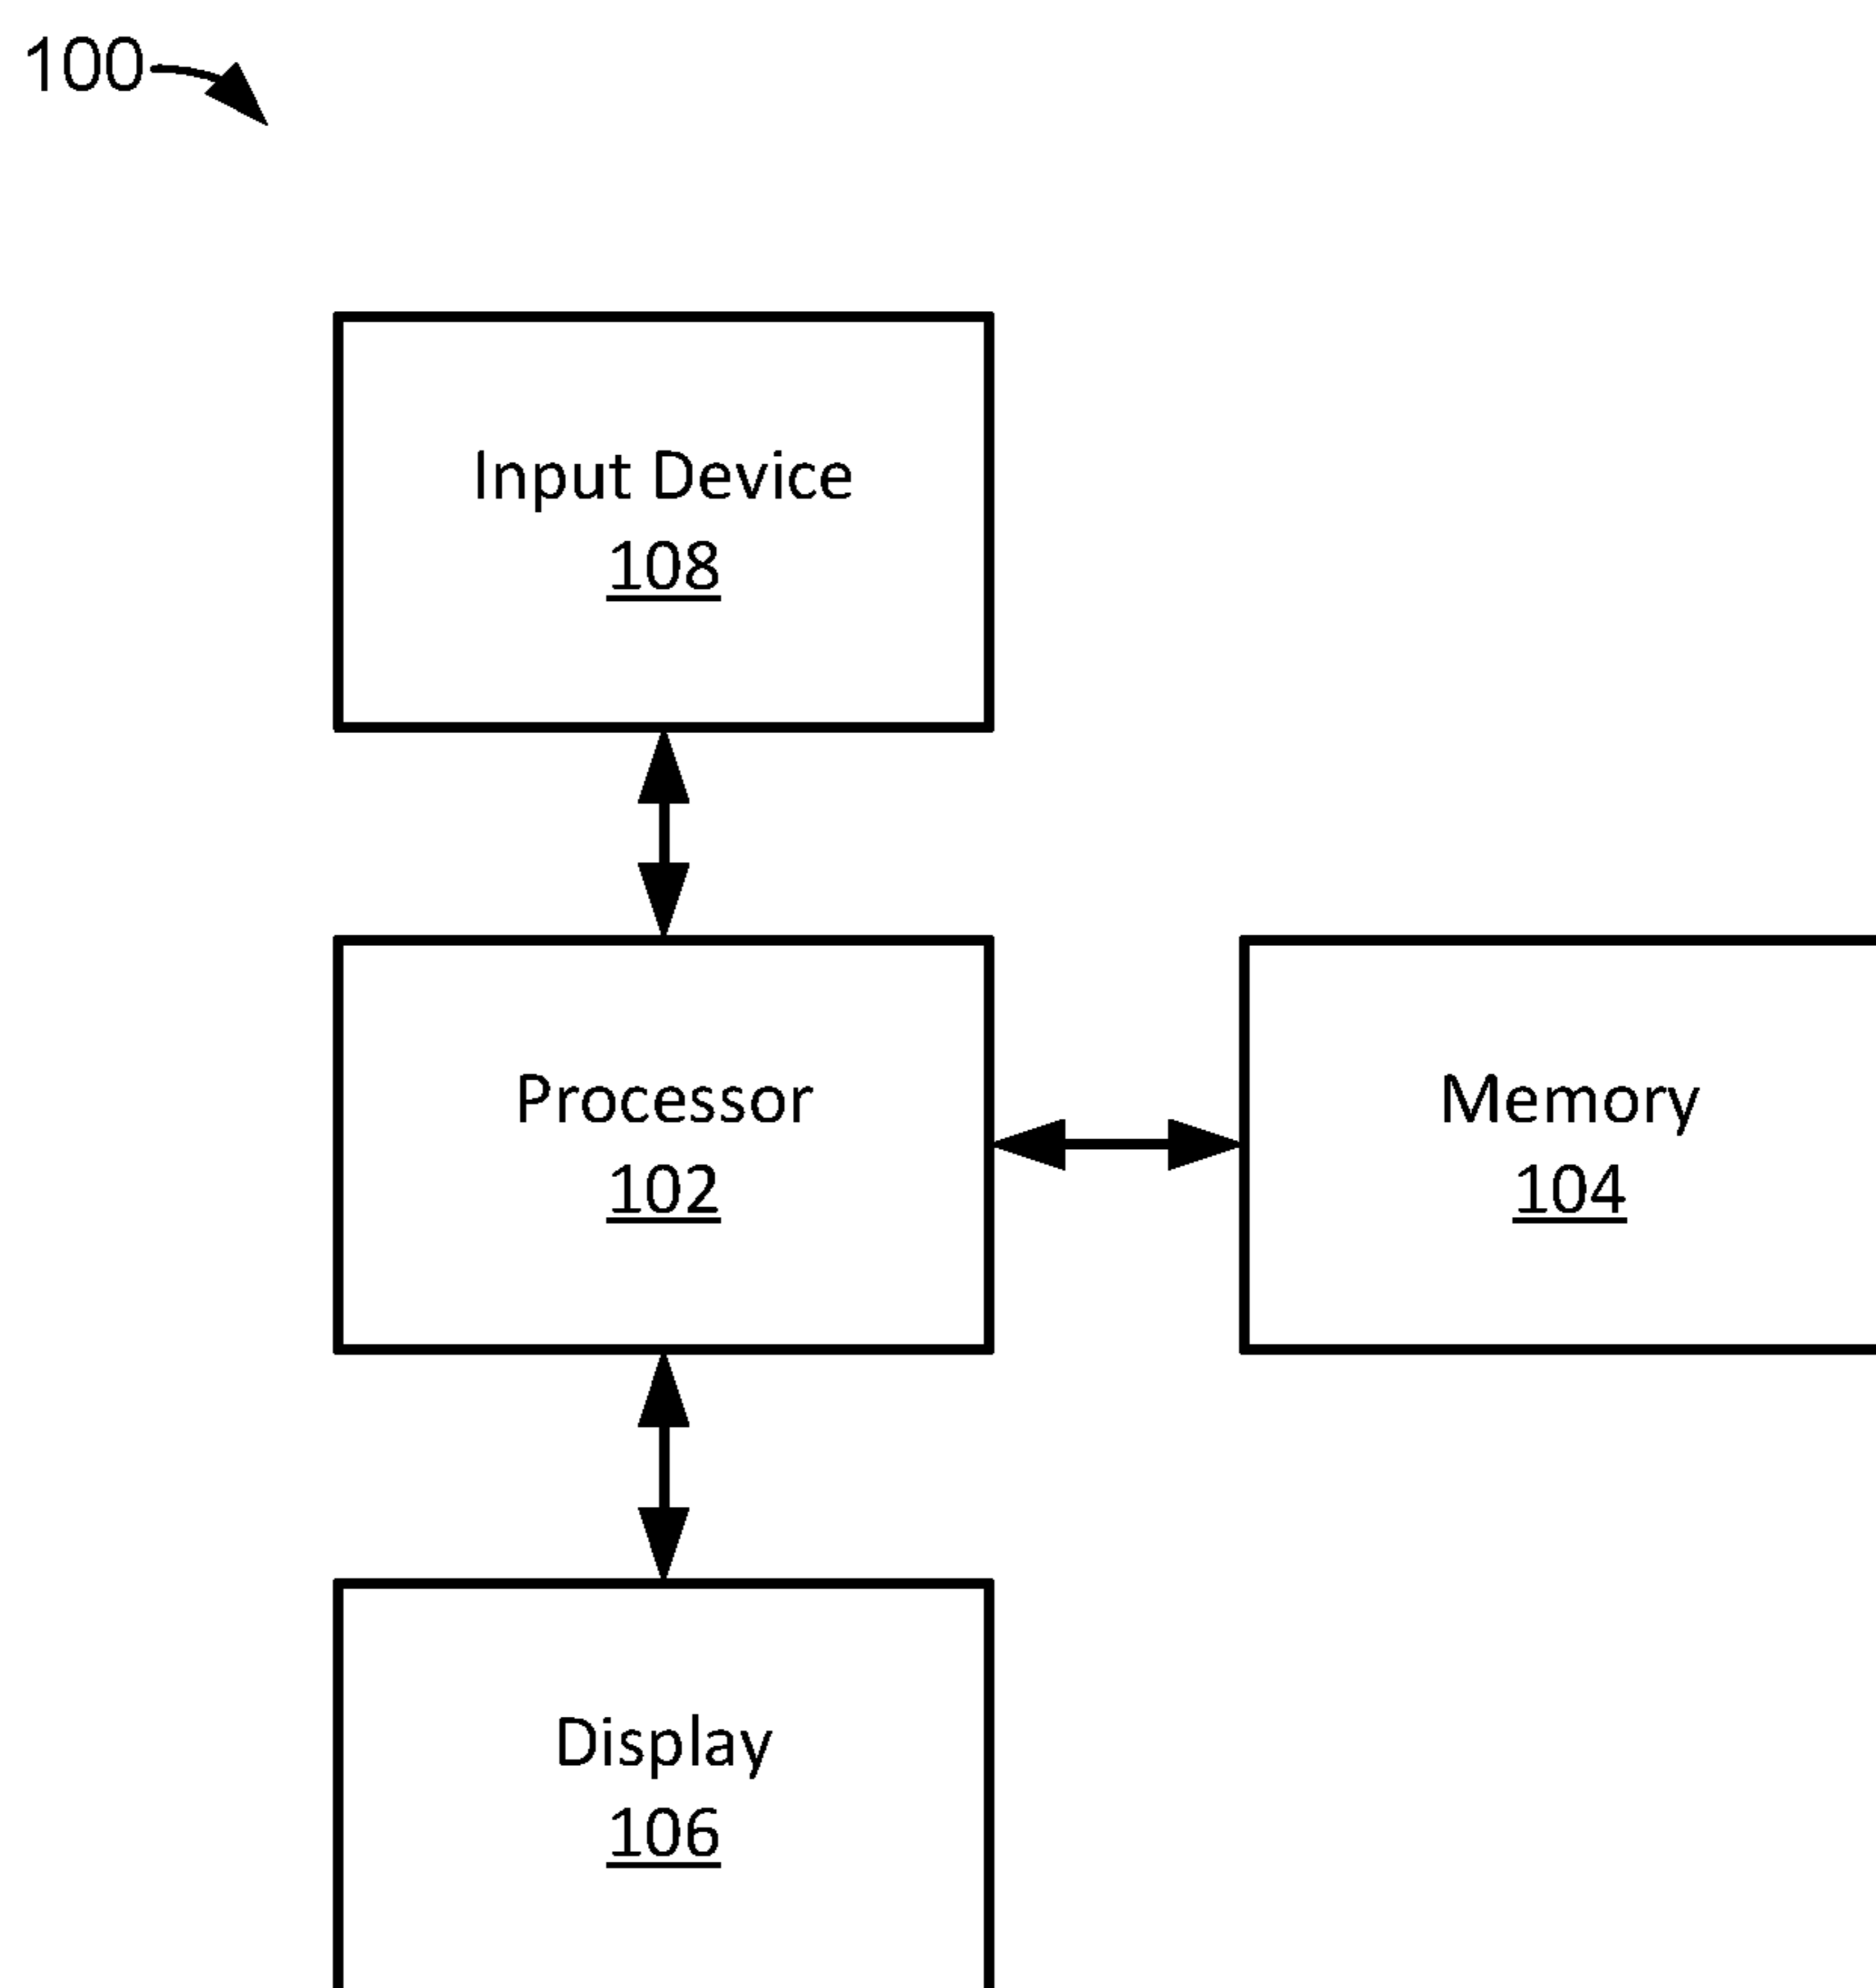 100
Input Device
108
Processor
102
Memory
104
Display
106